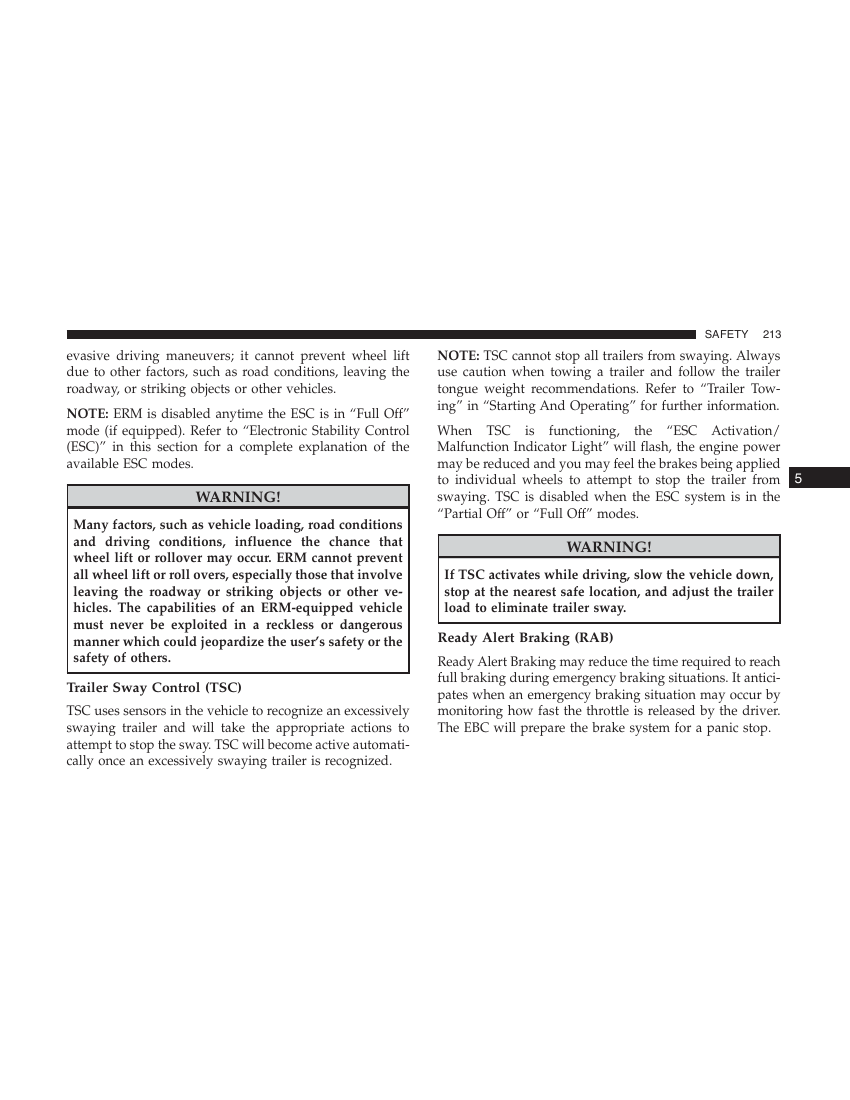 SAFETY 213
evasive driving maneuvers; it cannot prevent wheel lift
due to other factors, such as road conditions, leaving the
roadway, or striking objects or other vehicles.
NOTE: ERM is disabled anytime the ESC is in “Full Off”
mode (if equipped). Refer to “Electronic Stability Control
(ESC)” in this section for a complete explanation of the
available ESC modes.
WARNING!
Many factors, such as vehicle loading, road conditions
and driving conditions, influence the chance that
wheel lift or rollover may occur. ERM cannot prevent
all wheel lift or roll overs, especially those that involve
leaving the roadway or striking objects or other ve-
hicles. The capabilities of an ERM-equipped vehicle
must never be exploited in a reckless or dangerous
manner which could jeopardize the user’s safety or the
safety of others.
Trailer Sway Control (TSC)
TSC uses sensors in the vehicle to recognize an excessively
swaying trailer and will take the appropriate actions to
attempt to stop the sway. TSC will become active automati-
cally once an excessively swaying trailer is recognized.
NOTE: TSC cannot stop all trailers from swaying. Always
use caution when towing a trailer and follow the trailer
tongue weight recommendations. Refer to “Trailer Tow-
ing” in “Starting And Operating” for further information.
When TSC is functioning, the “ESC Activation/
Malfunction Indicator Light” will flash, the engine power
may be reduced and you may feel the brakes being applied
to individual wheels to attempt to stop the trailer from
swaying. TSC is disabled when the ESC system is in the
“Partial Off” or “Full Off” modes.
WARNING!
If TSC activates while driving, slow the vehicle down,
stop at the nearest safe location, and adjust the trailer
load to eliminate trailer sway.
Ready Alert Braking (RAB)
Ready Alert Braking may reduce the time required to reach
full braking during emergency braking situations. It antici-
pates when an emergency braking situation may occur by
monitoring how fast the throttle is released by the driver.
The EBC will prepare the brake system for a panic stop.
5